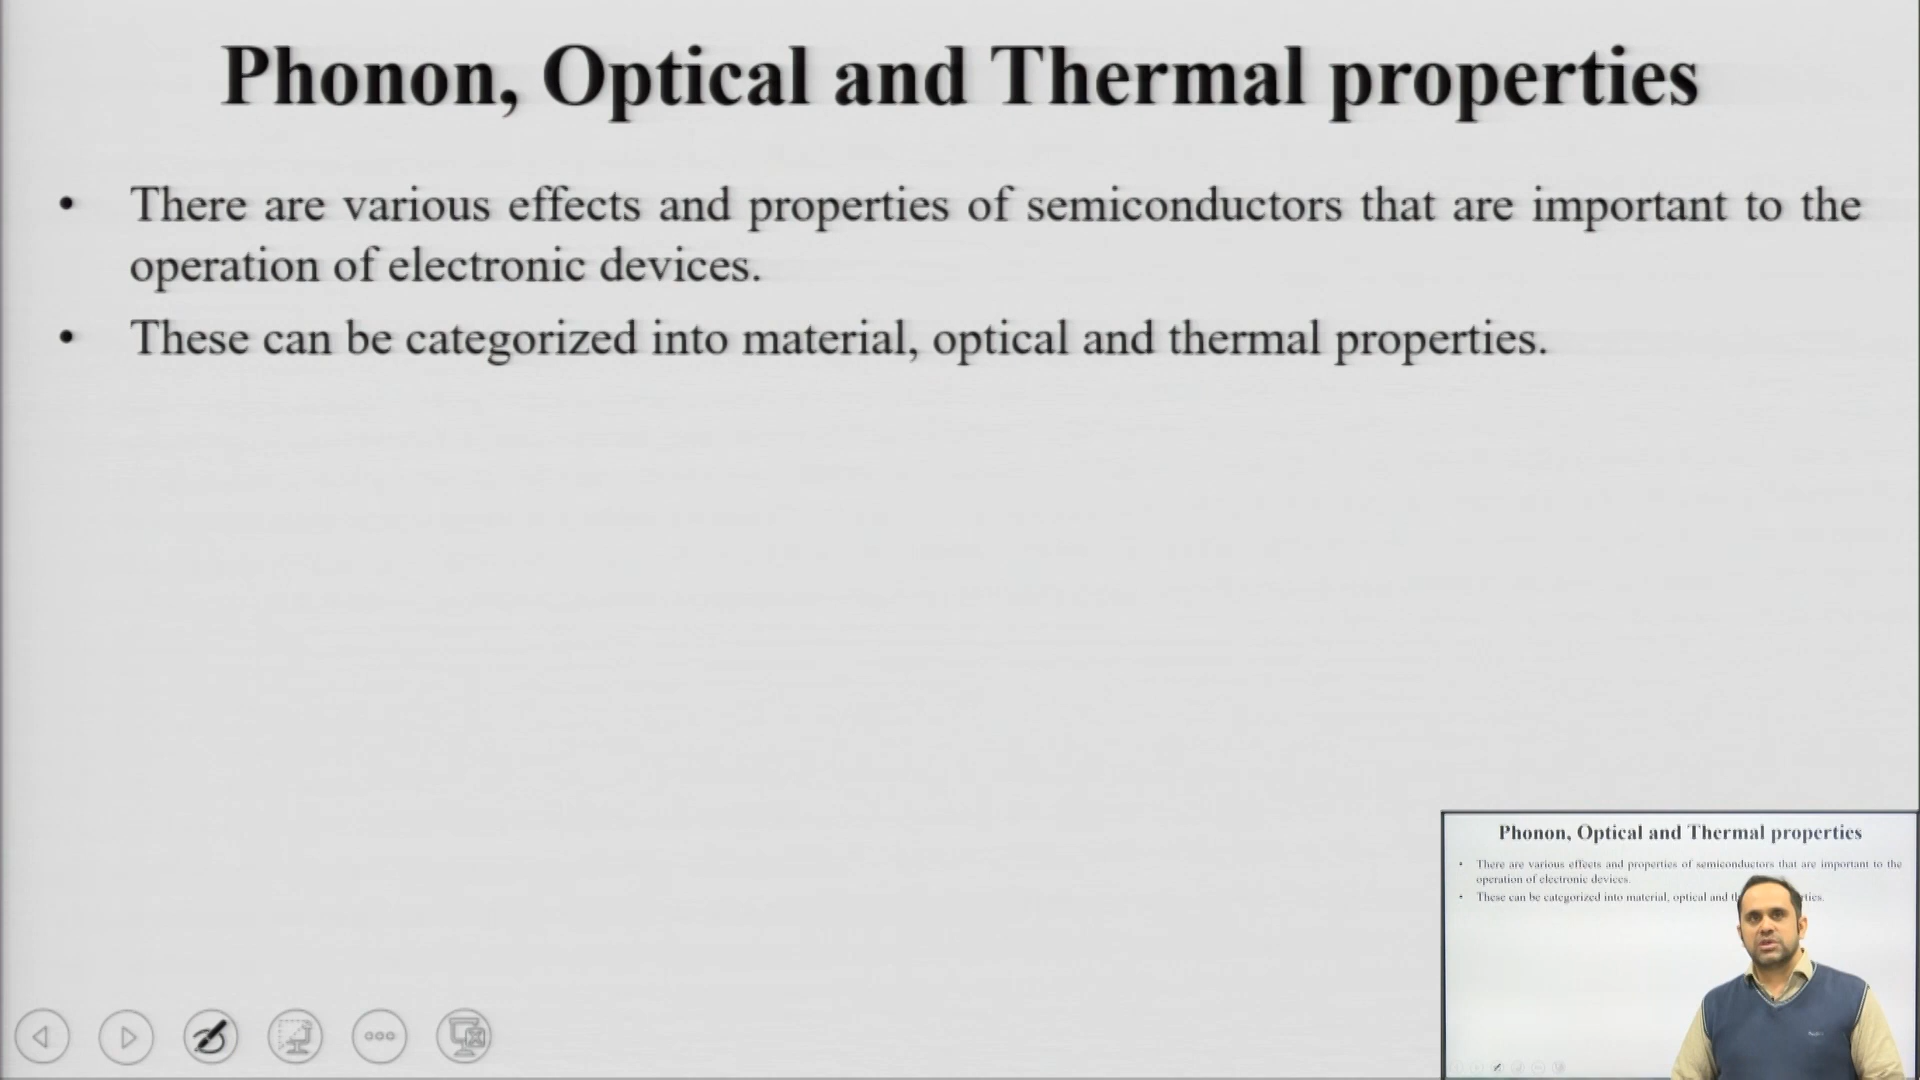 Phonon, Optical and Thermal properties
• There are various effects and properties of semiconductors that are important to the
operation of electronic devices.
• These can be categorized into material, optical and thermal properties.
Phonon, Optical and Thermal properties
• There are various effects and properties of semiconductors that are important to the
operation of electronic devices.
• These can be categorized into material, optical and